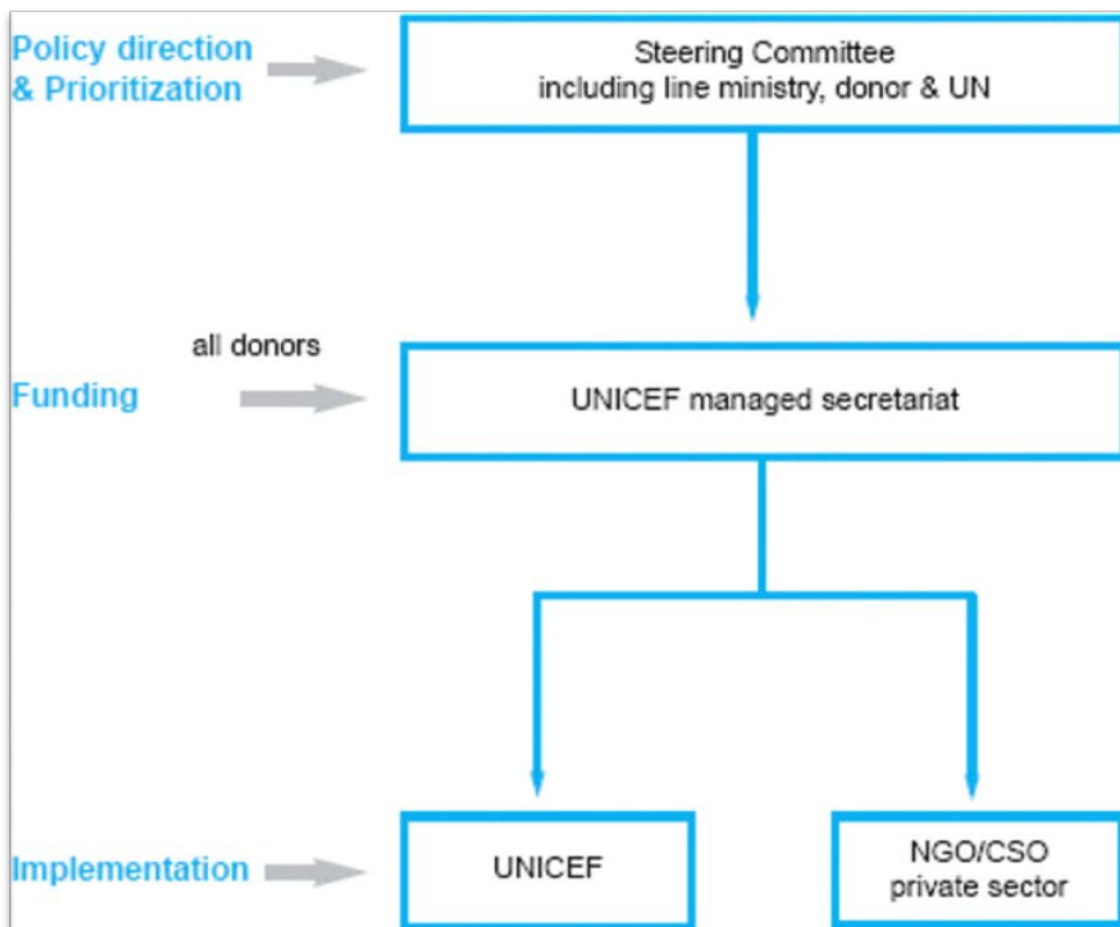 Policy direction
& Prioritization
Steering Committee
including line ministry, donor & UN
all donors
Funding
UNICEF managed secretariat
Implementation
UNICEF
NGO/CSO
private sector